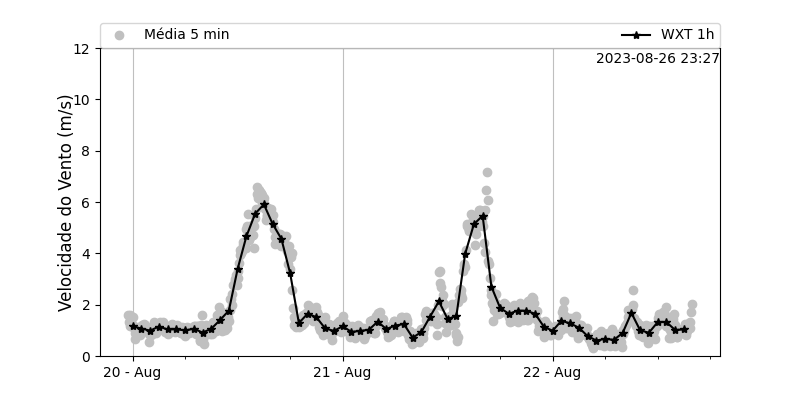 Média 5 min
WXT 1h
2023-08-26 23:27
Velocidade do Vento (m/s)
12
10
8
6
4
2
0
20 - Aug
21 - Aug
22 - Aug